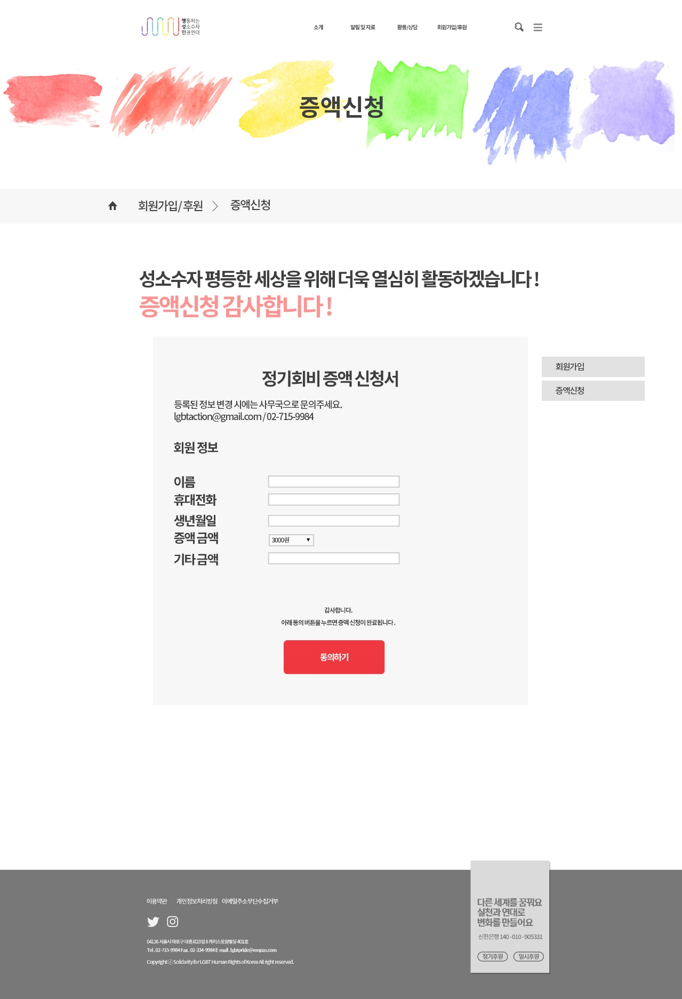 행동하는
성소수자
인권연대
소개
알림 및 자료
활동/상담
회원가입/후원
증액신청
회원가입/ 후원
증액신청
성소수자 평등한 세상을 위해 더욱 열심히 활동하겠습니다 !
증액신청 감사합니다 !
정기회비 증액 신청서
등록된 정보 변경 시에는 사무국으로 문의주세요.
lgbtaction@gmail.com / 02-715-9984
회원가입
증액신청
회원 정보
이름
휴대전화
생년월일
증액 금액
3000원
기타 금액
감사합니다.
아래 동의 버튼을 누르면 증액 신청이 완료됩니다 .
동의하기
이용약관
개인정보처리방침
이메일주소무단수집거부
04136 서울시 마포구 대흥로20길 8 카리스장원빌딩 401호
Tel . 02-715-9984 Fax . 02-334-9984 E-mail . lgbtpride@empas.com
Copyright ⓒ Solidarity for LGBT Human Rights of Korea All right reserved.
다른 세계를 꿈꿔요
실천과 연대로
변화를 만들어요
신한은행 140 - 010 - 905331
정기후원
일시후원